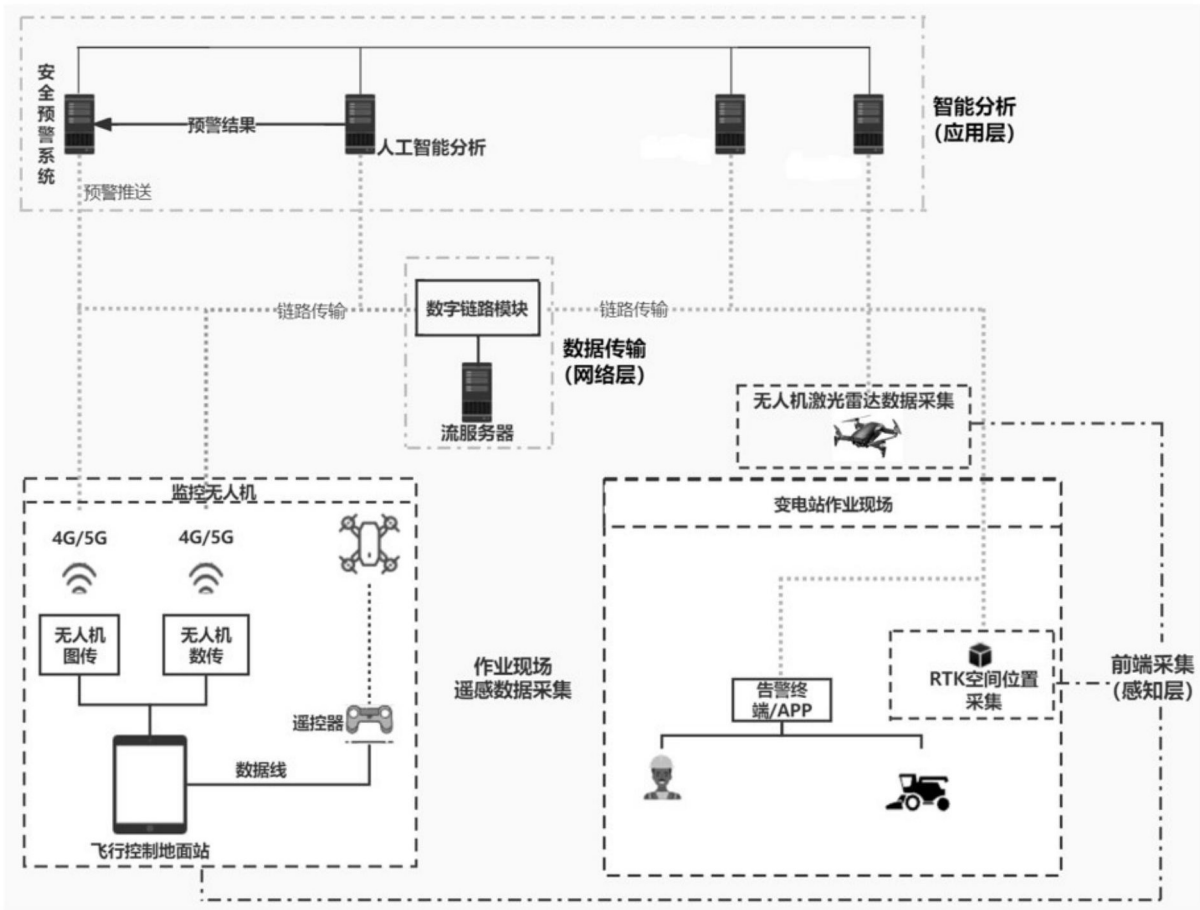 安全预警系统
预警结果
人工智能分析
智能分析
（应用层）
预警推送
链路传输
数字链路模块
链路传输
数据传输
（网络层）
流服务器
无人机激光雷达数据采集
监控无人机
变电站作业现场
4G/5G
4G/5G
无人机
图传
无人机
数传
作业现场
遥感数据采集
RTK空间位置
采集
前端采集
（感知层）
告警终
端/APP
遥控器
数据线
飞行控制地面站